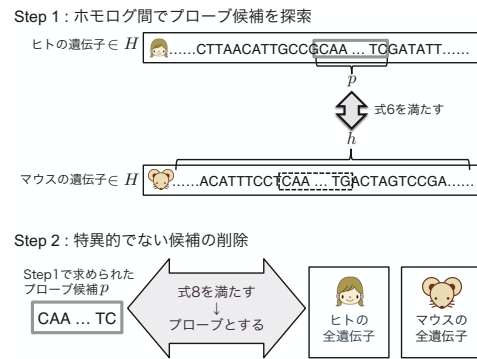 Step 1 : ホモログ間でプローブ候補を探索
ヒトの遺伝子∈ H
……CTTAACATTGCCGCAA … TCGATATT……
p
式6を満たす
h
マウスの遺伝子∈ H
……ACATTTCCTCAA … TGACTAGTCCGA……
Step 2 : 特異的でない候補の削除
Step1で求められた
プローブ候補p
CAA … TC
式8を満たす
↓
プローブとする
ヒトの
全遺伝子
マウスの
全遺伝子